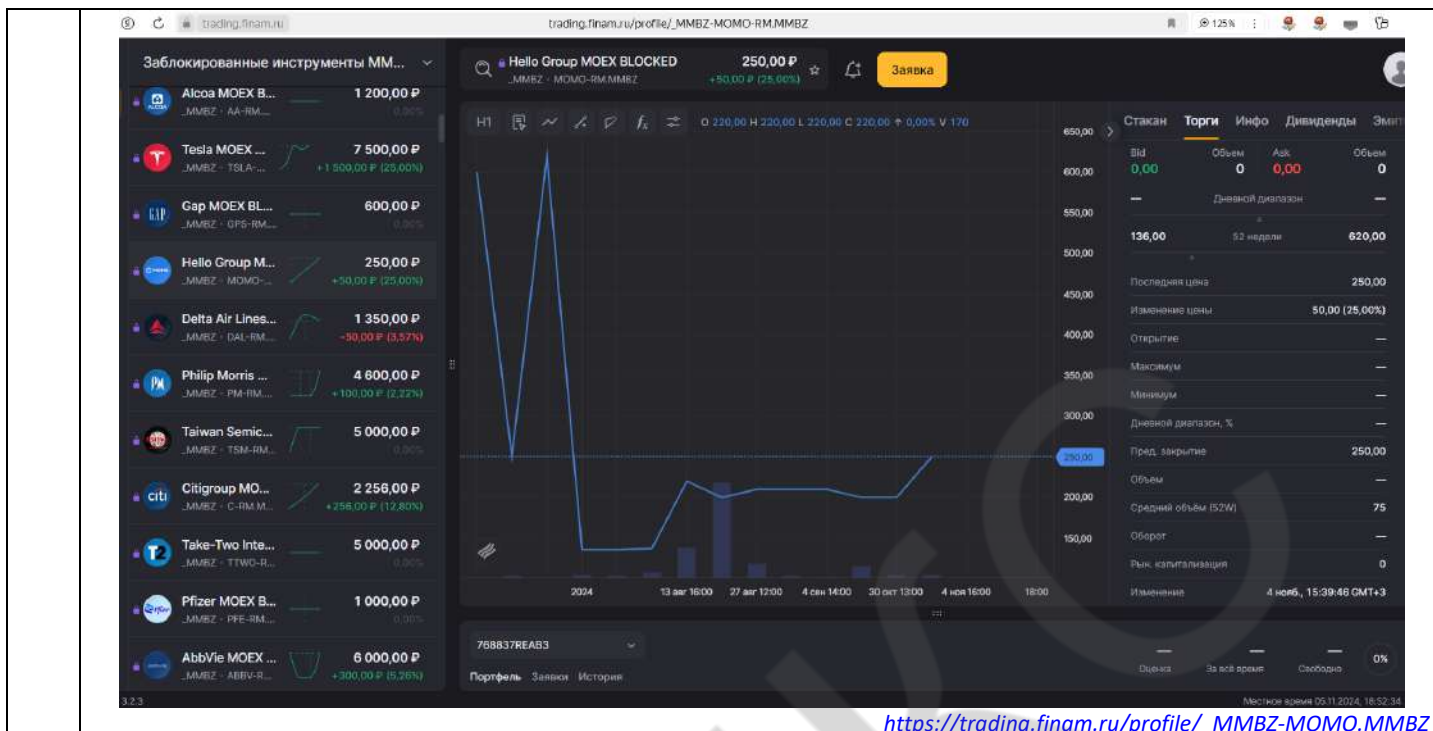 trading.finam.ru
trading.finam.ru/profile/_MMBZ-MOMO-RM.MMBZ
125%
Заблокированные инструменты MM...
Alcoa MOEX B...
1 200,00 ₽
_MMBZ · AA-RM....
0,00%
Tesla MOEX ...
7 500,00 ₽
_MMBZ · TSLA-...
+1 500,00 ₽ (25,00%)
Gap MOEX BL...
600,00 ₽
_MMBZ · GPS-RM....
0,00%
Hello Group M...
250,00 ₽
_MMBZ · MOMO-...
+50,00 ₽ (25,00%)
Delta Air Lines...
1 350,00 ₽
_MMBZ · DAL-RM....
-50,00 ₽ (3,57%)
Philip Morris ...
4 600,00 ₽
_MMBZ · PM-RM....
+100,00 ₽ (2,22%)
Taiwan Semic...
5 000,00 ₽
_MMBZ · TSM-RM....
0,00%
Citigroup MO...
2 256,00 ₽
_MMBZ · C-RM.M...
+256,00 ₽ (12,80%)
Take-Two Inte...
5 000,00 ₽
_MMBZ · TTWO-R...
0,00%
Pfizer MOEX B...
1 000,00 ₽
_MMBZ · PFE-RM....
0,00%
AbbVie MOEX ...
6 000,00 ₽
_MMBZ · ABBV-R...
+300,00 ₽ (5,26%)
3.2.3
Hello Group MOEX BLOCKED
250,00 ₽
_MMBZ · MOMO-RM.MMBZ
+50,00 ₽ (25,00%)
Заявка
H1
O 220,00 H 220,00 L 220,00 C 220,00 0,00% V 170
650,00
600,00
550,00
500,00
450,00
400,00
350,00
300,00
250,00
200,00
150,00
2024 13 авг 16:00 27 авг 12:00 4 сен 14:00 30 окт 13:00 4 ноя 16:00 18:00
768837REAB3
Портфель Заявки История
Оценка За всё время Свободно 0%
Стакан Торги Инфо Дивиденды Эмит
Bid Объем Ask Объем
0,00 0 0,00 0
— Дневной диапазон —
136,00 52 недели 620,00
Последняя цена 250,00
Изменение цены 50,00 (25,00%)
Открытие —
Максимум —
Минимум —
Дневной диапазон, % —
Пред. закрытие 250,00
Объем —
Средний объём (52W) 75
Оборот —
Рын. капитализация 0
Изменение 4 нояб., 15:39:46 GMT+3
Местное время 05.11.2024, 18:52:34
https://trading.finam.ru/profile/_MMBZ-MOMO.MMBZ